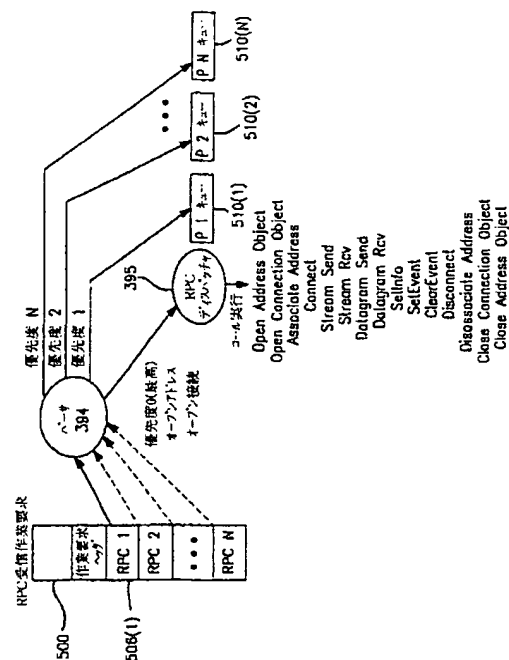 RPC受信作業要求
500
作業要求
ヘッダ
506(1)
RPC 1
RPC 2
•••
RPC N
パーサ
394
優先度 N
優先度 2
優先度 1
優先度0(最高)
オープンアドレス
オープン接続
395
RPC
ディスパッチャ
P 1 キュー
510(1)
P 2 キュー
510(2)
•••
P N キュー
510(N)
コール実行
Open Address Object
Open Connection Object
Associate Address
Connect
Stream Send
Stream Rcv
Datagram Send
Datagram Rcv
SetInfo
SetEvent
ClearEvent
Disconnect
Disassociate Address
Close Connection Object
Close Address Object